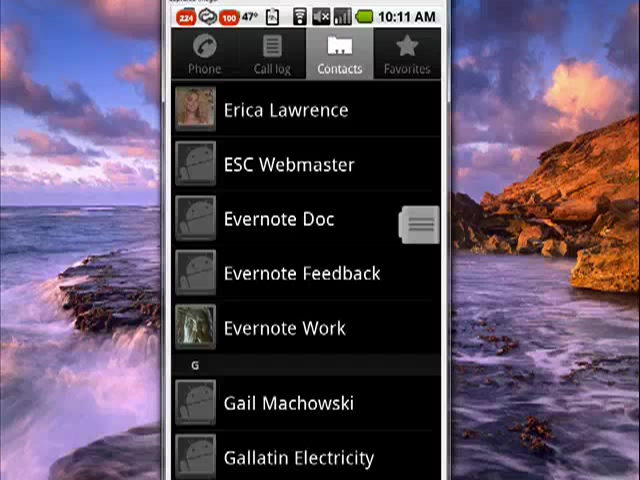 224 100 47° 10:11 AM
Phone Call log Contacts Favorites
Erica Lawrence
ESC Webmaster
Evernote Doc
Evernote Feedback
Evernote Work
G
Gail Machowski
Gallatin Electricity